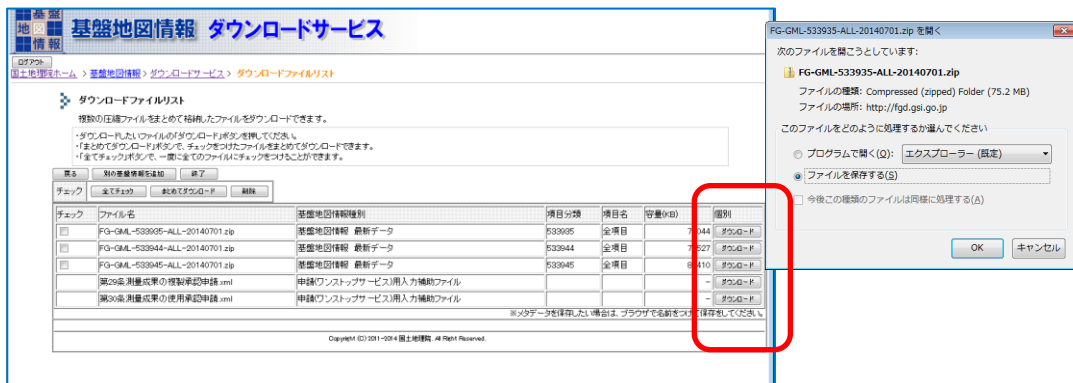 基盤
地図
情報
基盤地図情報 ダウンロードサービス
ログアウト
国土地理院ホーム > 基盤地図情報 > ダウンロードサービス > ダウンロードファイルリスト
ダウンロードファイルリスト
複数の圧縮ファイルをまとめて格納したファイルをダウンロードできます。
・ダウンロードしたいファイルの「ダウンロード」ボタンを押してください。
・「まとめてダウンロード」ボタンで、チェックをつけたファイルをまとめてダウンロードできます。
・「全てチェック」ボタンで、一度に全てのファイルにチェックをつけることができます。
戻る 別の基盤情報を追加 終了
チェック 全てチェック まとめてダウンロード 削除
チェック ファイル名 基盤地図情報種別 項目分類 項目名 容量(KB) 個別
FG-GML-533935-ALL-20140701.zip 基盤地図情報 最新データ 533935 全項目 044 ダウンロード
FG-GML-533944-ALL-20140701.zip 基盤地図情報 最新データ 533944 全項目 527 ダウンロード
FG-GML-533945-ALL-20140701.zip 基盤地図情報 最新データ 533945 全項目 410 ダウンロード
第29条測量成果の複製承認申請.xml 申請(ワンストップサービス)用入力補助ファイル - ダウンロード
第30条測量成果の使用承認申請.xml 申請(ワンストップサービス)用入力補助ファイル - ダウンロード
※メタデータを保存したい場合は、ブラウザで名前をつけて保存をしてください。
Copyright (C) 2011-2014 国土地理院. All Right Reserved.
FG-GML-533935-ALL-20140701.zip を開く
次のファイルを開こうとしています:
FG-GML-533935-ALL-20140701.zip
ファイルの種類: Compressed (zipped) Folder (75.2 MB)
ファイルの場所: http://fgd.gsi.go.jp
このファイルをどのように処理するか選んでください
プログラムで開く(O): エクスプローラー (既定)
ファイルを保存する(S)
今後この種類のファイルは同様に処理する(A)
OK キャンセル